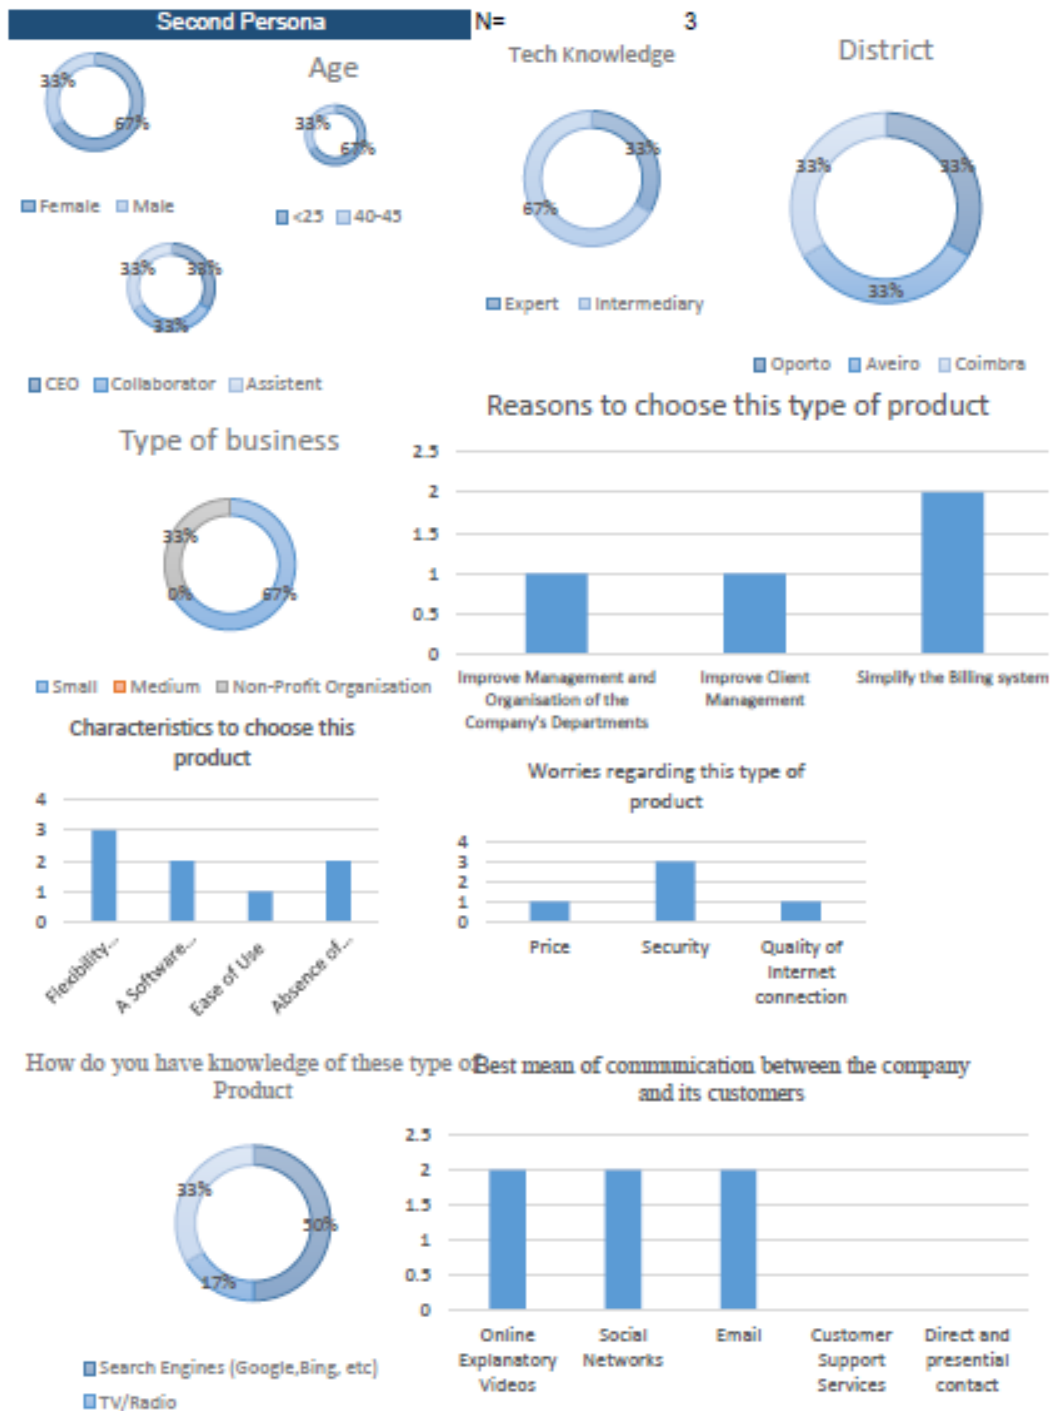 Second Persona
N=
3
33%
67%
Female
Male
Age
33%
67%
<25
40-45
Tech Knowledge
33%
67%
Expert
Intermediary
District
33%
33%
33%
Oporto
Aveiro
Coimbra
33%
33%
33%
CEO
Collaborator
Assistent
Type of business
33%
0%
67%
Small
Medium
Non-Profit Organisation
Reasons to choose this type of product
2.5
2
1.5
1
0.5
0
Improve Management and
Organisation of the
Company's Departments
Improve Client
Management
Simplify the Billing system
Characteristics to choose this
product
4
3
2
1
0
Flexibility...
A Software...
Ease of Use
Absence of...
Worries regarding this type of
product
4
3
2
1
0
Price
Security
Quality of
Internet
connection
How do you have knowledge of these type of
Product
33%
50%
17%
Search Engines (Google,Bing, etc)
TV/Radio
Best mean of communication between the company
and its customers
2.5
2
1.5
1
0.5
0
Online
Explanatory
Videos
Social
Networks
Email
Customer
Support
Services
Direct and
presential
contact